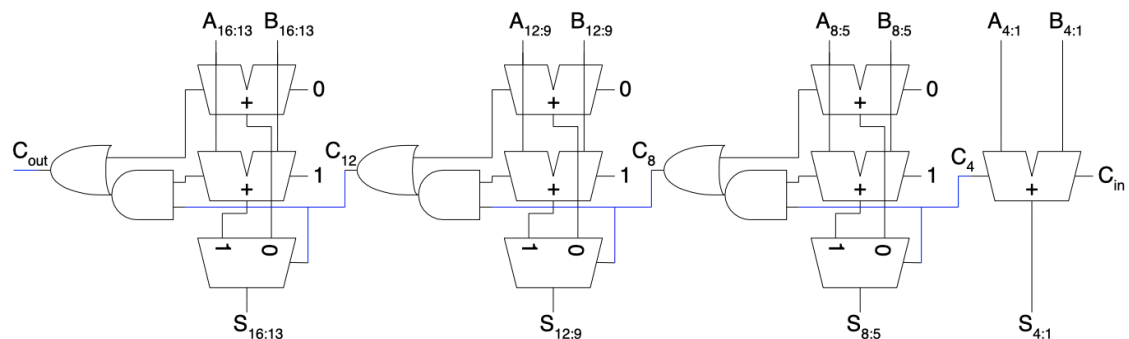 A16:13 B16:13 A12:9 B12:9 A8:5 B8:5 A4:1 B4:1
0 0 0
+ + +
Cout C12 C8 C4
1 1 1 Cin
+ + + +
1 0 1 0 1 0
S16:13 S12:9 S8:5 S4:1